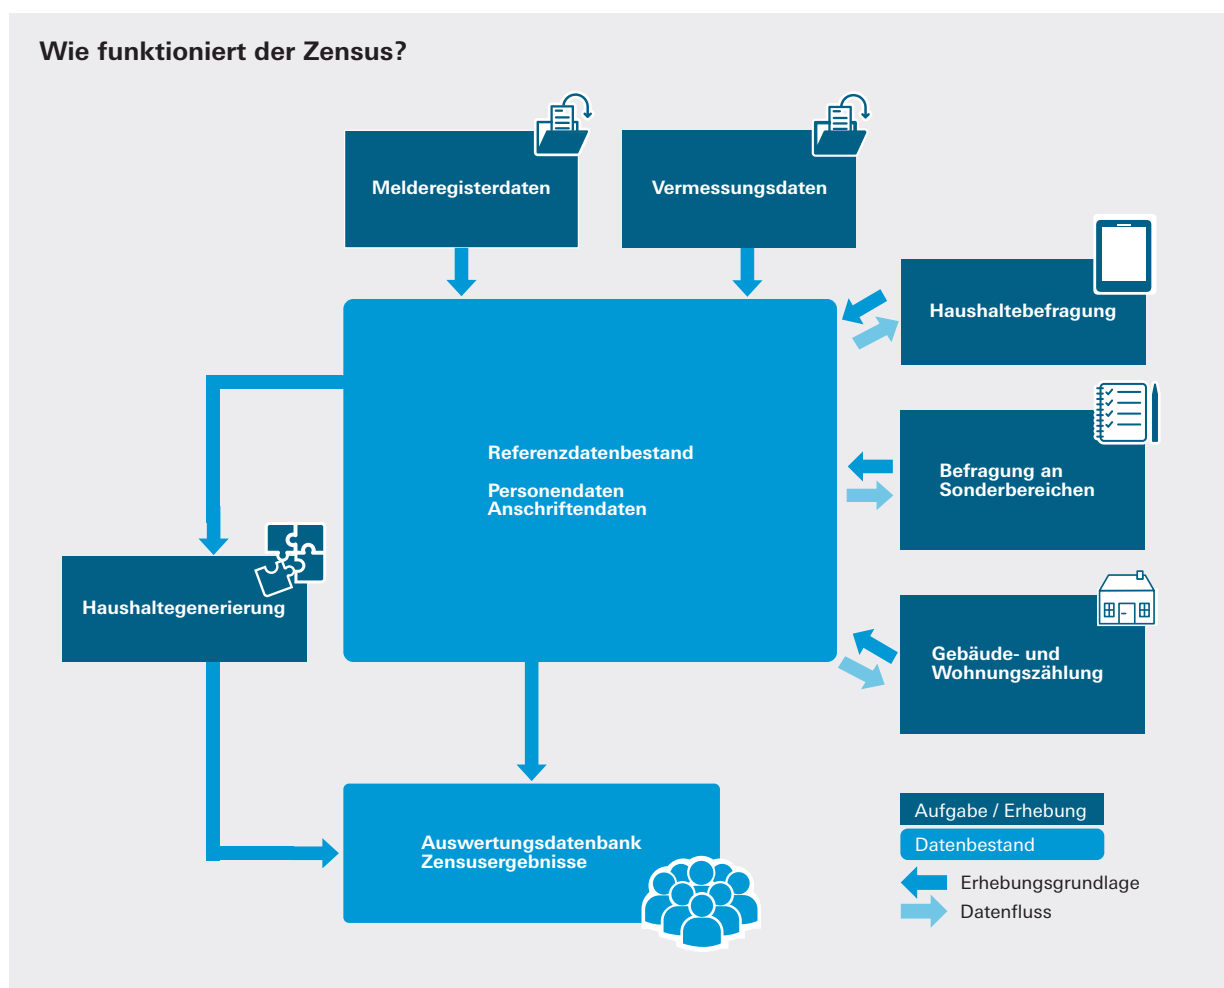 Wie funktioniert der Zensus?
Melderegisterdaten
Vermessungsdaten
Haushaltebefragung
Referenzdatenbestand
Personendaten
Anschriftendaten
Befragung an
Sonderbereichen
Haushaltegenerierung
Gebäude- und
Wohnungszählung
Auswertungsdatenbank
Zensusergebnisse
Aufgabe / Erhebung
Datenbestand
Erhebungsgrundlage
Datenfluss